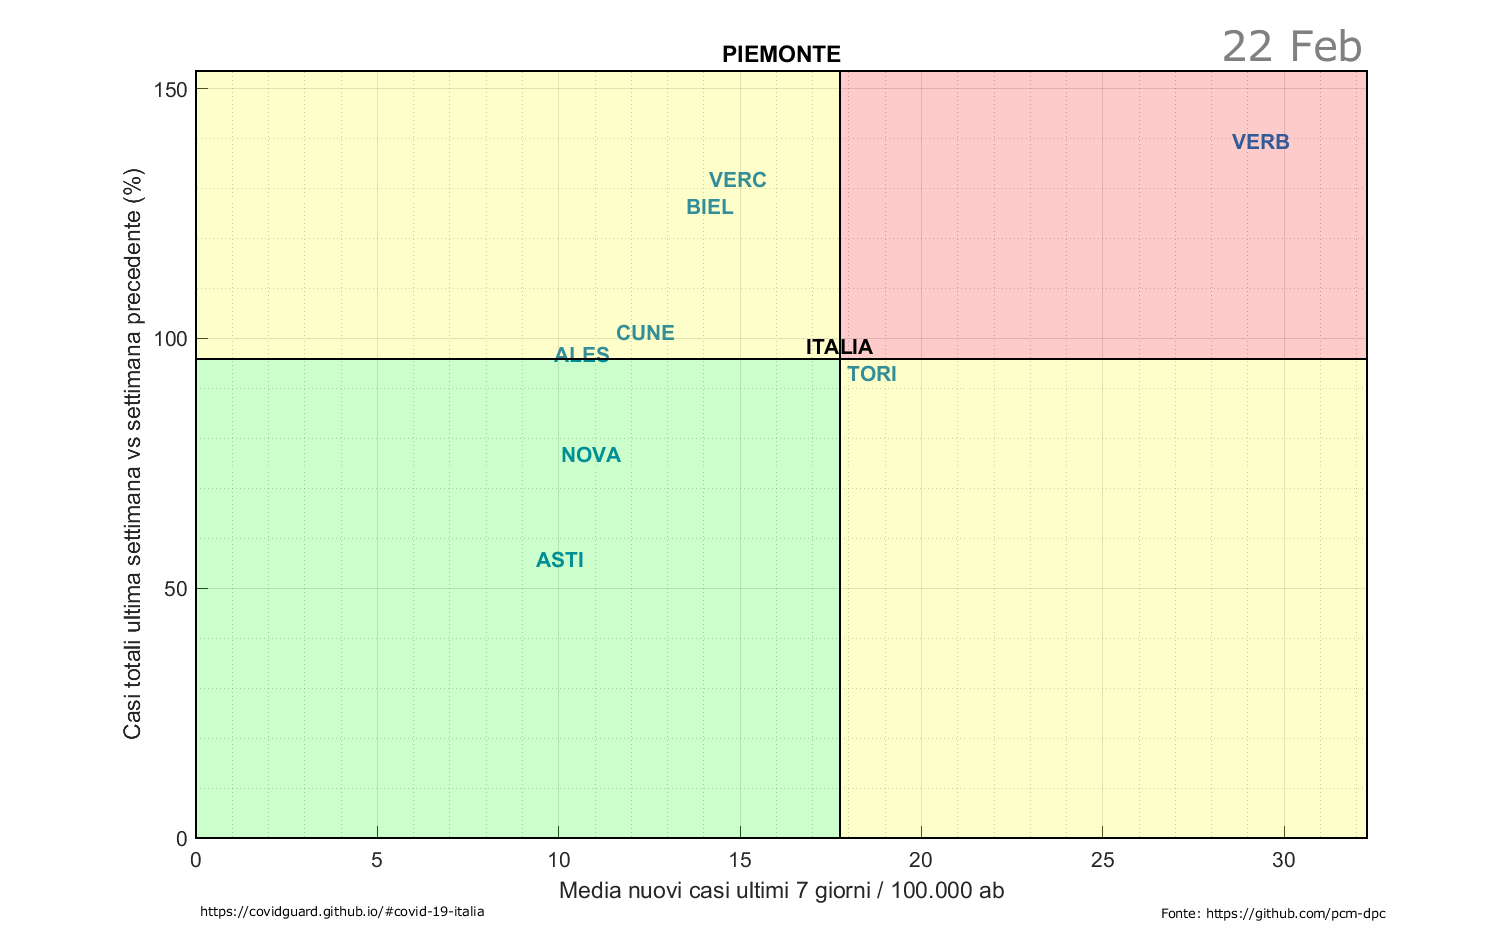 22 Feb
PIEMONTE
150
VERB
VERC
BIEL
CUNE
100
ITALIA
ALES
TORI
NOVA
ASTI
50
0
Casi totali ultima settimana vs settimana precedente (%)
0 5 10 15 20 25 30
Media nuovi casi ultimi 7 giorni / 100.000 ab
https://covidguard.github.io/#covid-19-italia
Fonte: https://github.com/pcm-dpc